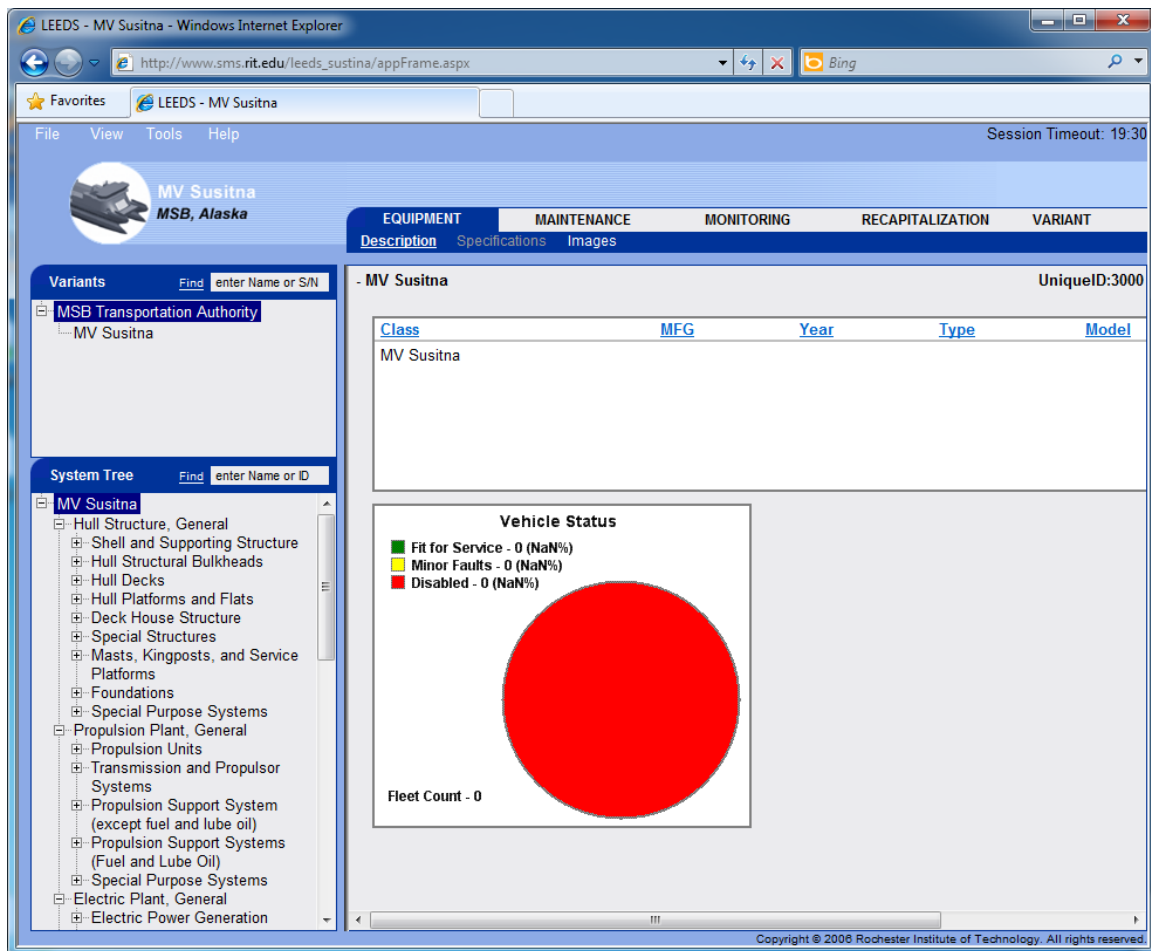 LEEDS - MV Susitna - Windows Internet Explorer
http://www.sms.rit.edu/leeds_sustina/appFrame.aspx
Bing
Favorites
LEEDS - MV Susitna
File View Tools Help
Session Timeout: 19:30
MV Susitna
MSB, Alaska
EQUIPMENT MAINTENANCE MONITORING RECAPITALIZATION VARIANT
Description Specifications Images
Variants Find enter Name or S/N
MSB Transportation Authority
MV Susitna
System Tree Find enter Name or ID
MV Susitna
Hull Structure, General
Shell and Supporting Structure
Hull Structural Bulkheads
Hull Decks
Hull Platforms and Flats
Deck House Structure
Special Structures
Masts, Kingposts, and Service
Platforms
Foundations
Special Purpose Systems
Propulsion Plant, General
Propulsion Units
Transmission and Propulsor
Systems
Propulsion Support System
(except fuel and lube oil)
Propulsion Support Systems
(Fuel and Lube Oil)
Special Purpose Systems
Electric Plant, General
Electric Power Generation
- MV Susitna
UniqueID:3000
Class MFG Year Type Model
MV Susitna
Vehicle Status
Fit for Service - 0 (NaN%)
Minor Faults - 0 (NaN%)
Disabled - 0 (NaN%)
Fleet Count - 0
Copyright © 2006 Rochester Institute of Technology. All rights reserved.